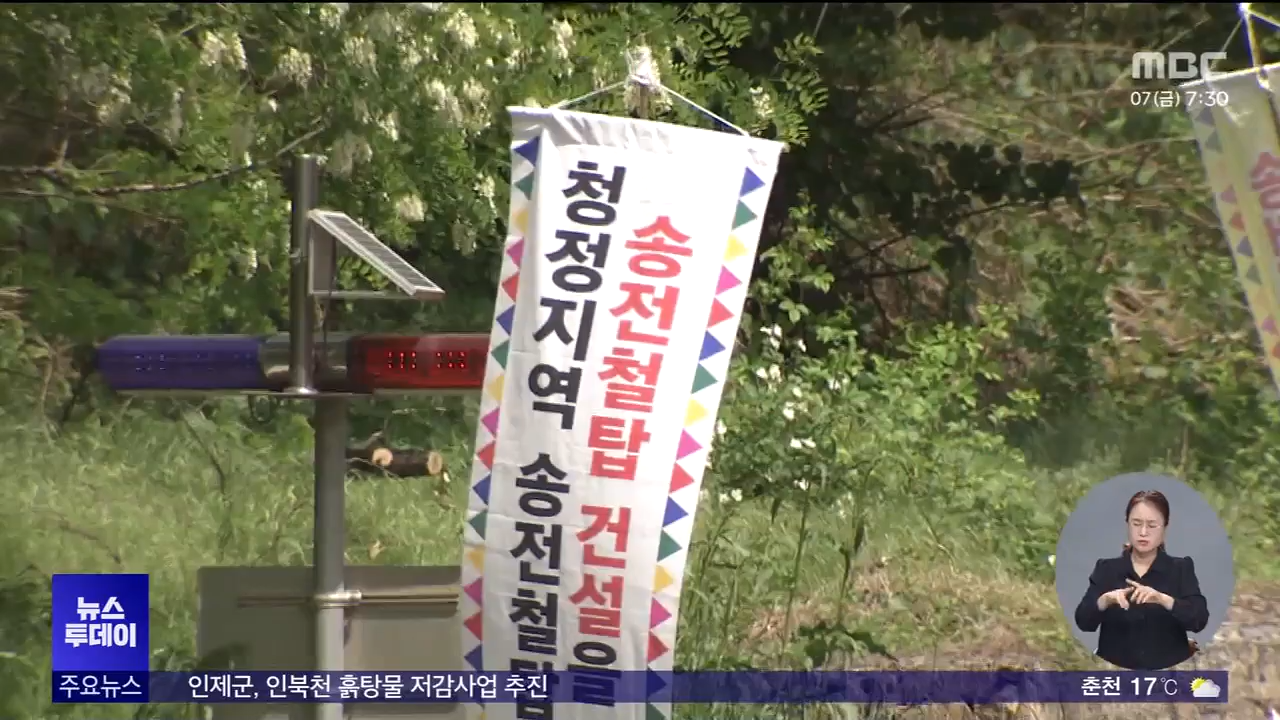 MBC
07(금) 7:30
송전철탑 건설을
청정지역 송전철탑
뉴스
투데이
주요뉴스
인제군, 인북천 흙탕물 저감사업 추진
춘천 17℃